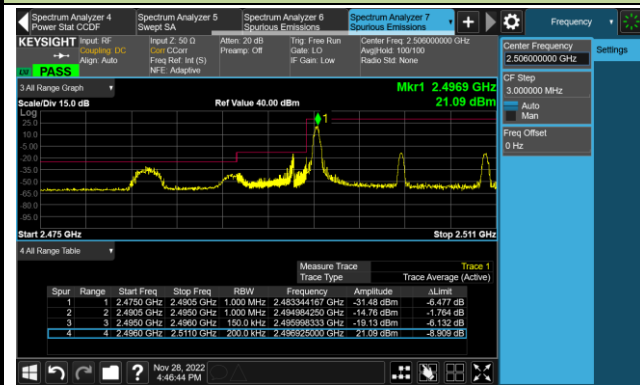 Spectrum Analyzer 4
Power Stat CCDF
Spectrum Analyzer 5
Swept SA
Spectrum Analyzer 6
Spurious Emissions
Spectrum Analyzer 7
Spurious Emissions
Frequency
KEYSIGHT
Input: RF
Coupling: DC
Align: Auto
Input Z: 50 Ω
Corr CCorr
Freq Ref: Int (S)
NFE: Adaptive
Atten: 20 dB
Preamp: Off
Trig: Free Run
Gate: LO
IF Gain: Low
Center Freq: 2.506000000 GHz
Avg|Hold: 100/100
Radio Std: None
PASS
Center Frequency
2.506000000 GHz
Settings
CF Step
3.000000 MHz
Auto
Man
Freq Offset
0 Hz
3 All Range Graph
Mkr1 2.4969 GHz
21.09 dBm
Scale/Div 15.0 dB
Ref Value 40.00 dBm
Log
25.0
10.0
-5.00
-20.0
-35.0
-50.0
-65.0
-80.0
-95.0
1
Start 2.475 GHz
Stop 2.511 GHz
4 All Range Table
Measure Trace Trace 1
Trace Type Trace Average (Active)
Spur Range Start Freq Stop Freq RBW Frequency Amplitude ΔLimit
1 1 2.4750 GHz 2.4905 GHz 1.000 MHz 2.483344167 GHz -31.48 dBm -6.477 dB
2 2 2.4905 GHz 2.4950 GHz 1.000 MHz 2.494984250 GHz -14.76 dBm -1.764 dB
3 3 2.4950 GHz 2.4960 GHz 150.0 kHz 2.495998333 GHz -19.13 dBm -6.132 dB
4 4 2.4960 GHz 2.5110 GHz 200.0 kHz 2.496925000 GHz 21.09 dBm -8.909 dB
Nov 28, 2022
4:46:44 PM